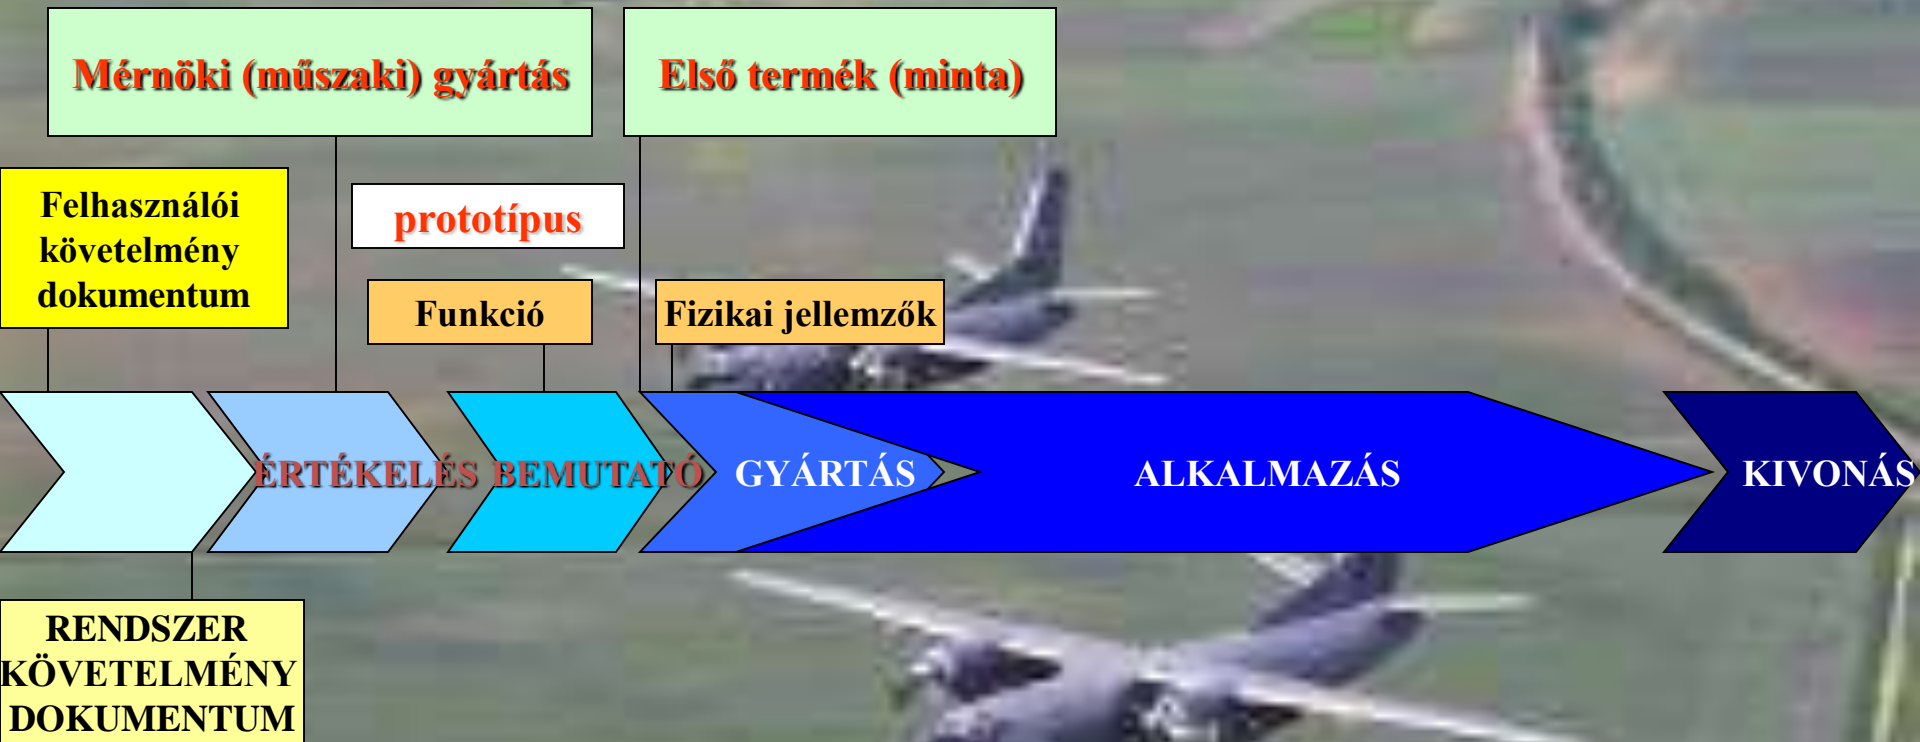 Mérnöki (műszaki) gyártás
Első termék (minta)
Felhasználói
követelmény
dokumentum
prototípus
Funkció
Fizikai jellemzők
ÉRTÉKELÉS
BEMUTATÓ
GYÁRTÁS
ALKALMAZÁS
KIVONÁS
RENDSZER
KÖVETELMÉNY
DOKUMENTUM